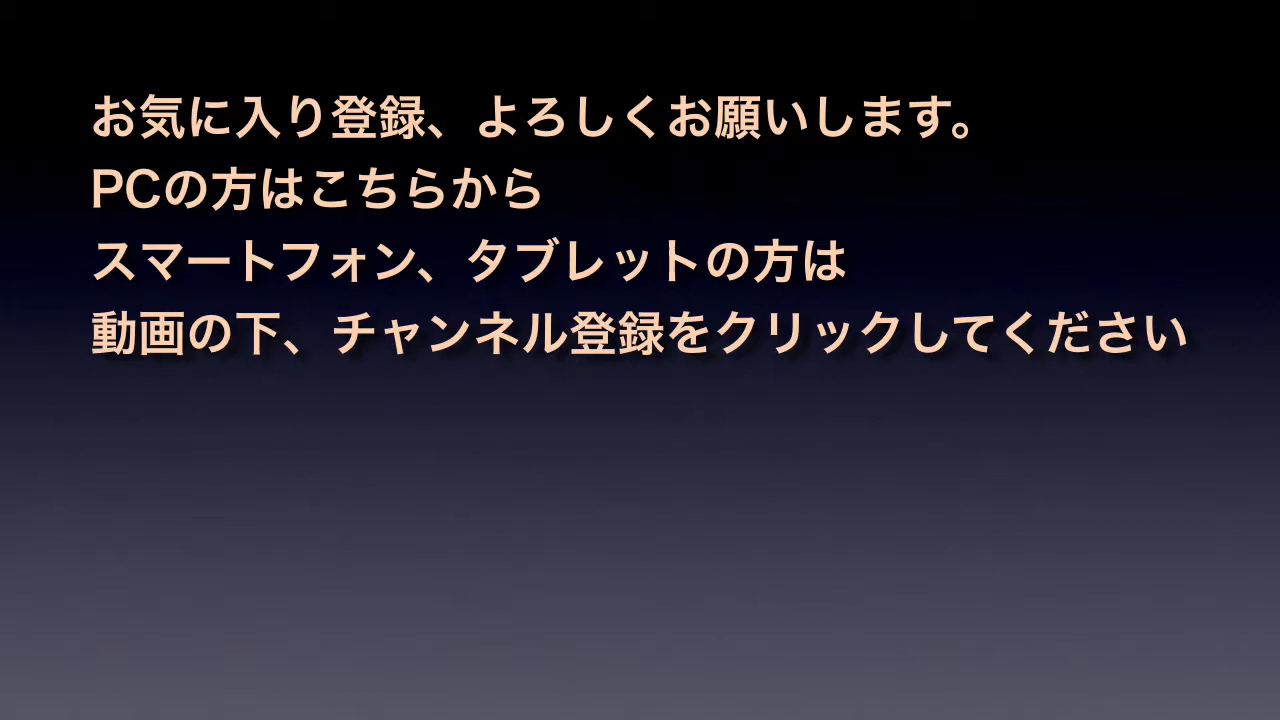 お気に入り登録、よろしくお願いします。
PCの方はこちらから
スマートフォン、タブレットの方は
動画の下、チャンネル登録をクリックしてください